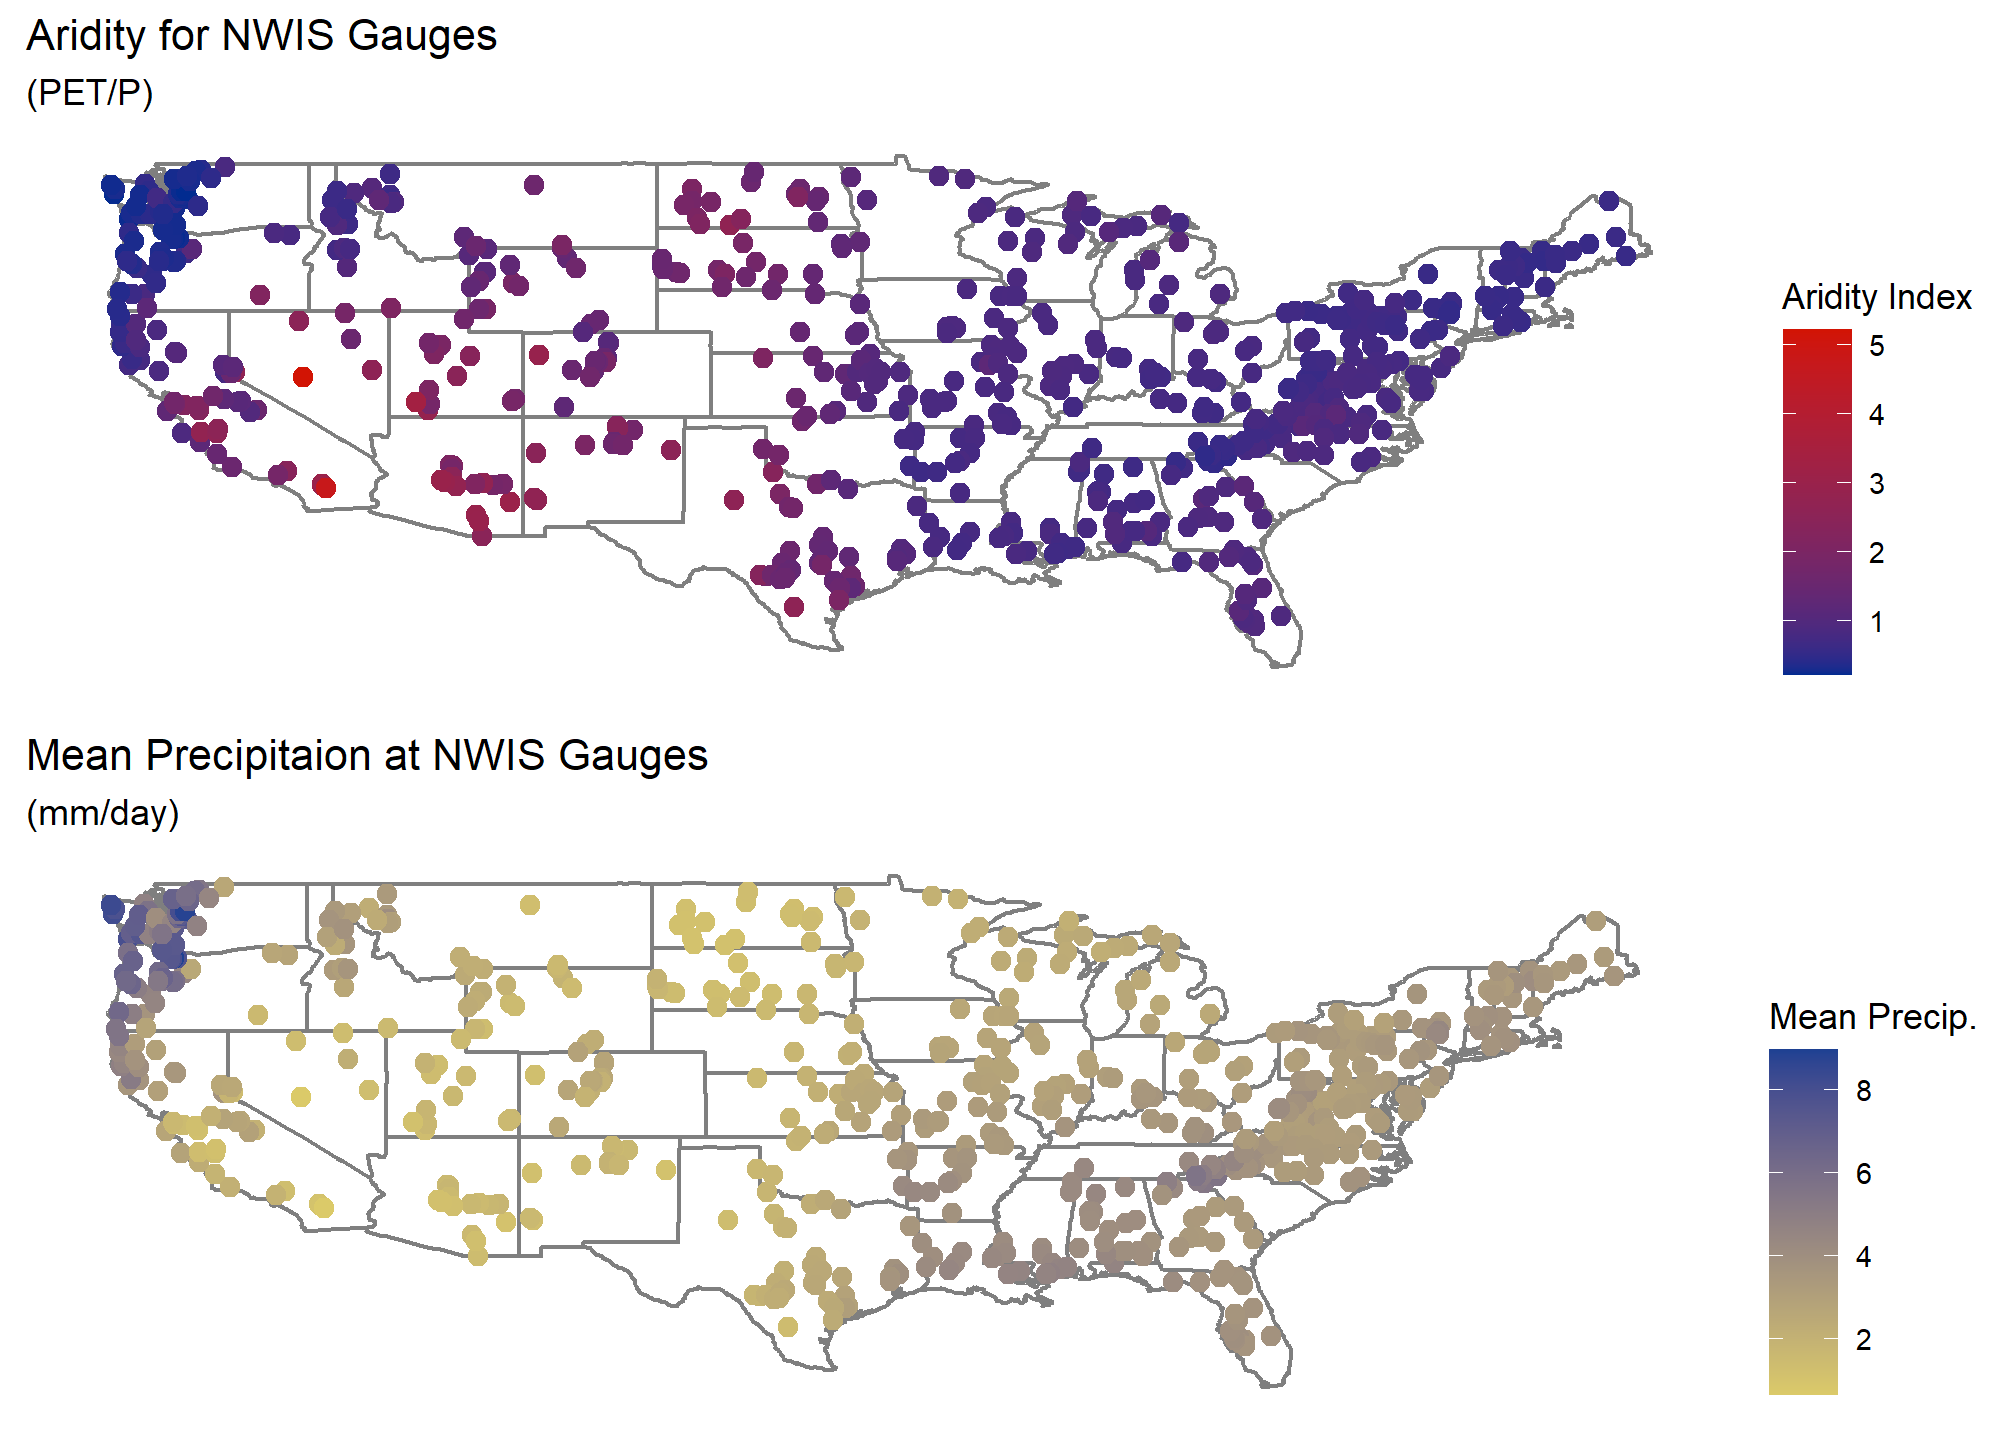 Aridity for NWIS Gauges
(PET/P)
Aridity Index
5
4
3
2
1
Mean Precipitaion at NWIS Gauges
(mm/day)
Mean Precip.
8
6
4
2